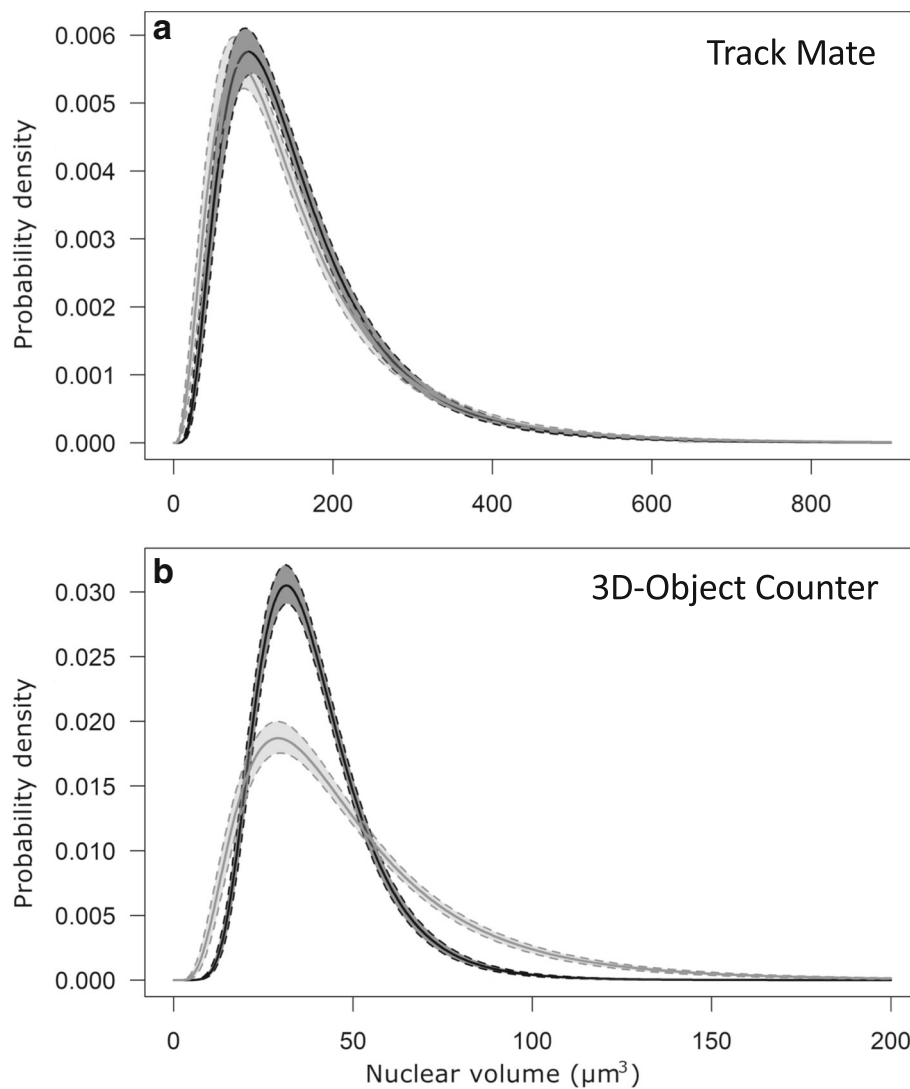 a
Track Mate
Probability density
0.006
0.005
0.004
0.003
0.002
0.001
0.000
0 200 400 600 800
b
3D-Object Counter
Probability density
0.030
0.025
0.020
0.015
0.010
0.005
0.000
0 50 100 150 200
Nuclear volume (µm³)